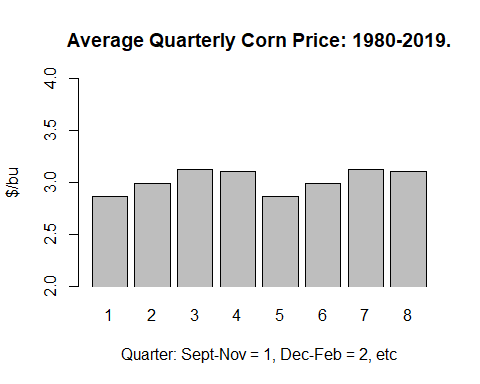 Average Quarterly Corn Price: 1980-2019.
4.0
3.5
3.0
2.5
2.0
$/bu
1 2 3 4 5 6 7 8
Quarter: Sept-Nov = 1, Dec-Feb = 2, etc